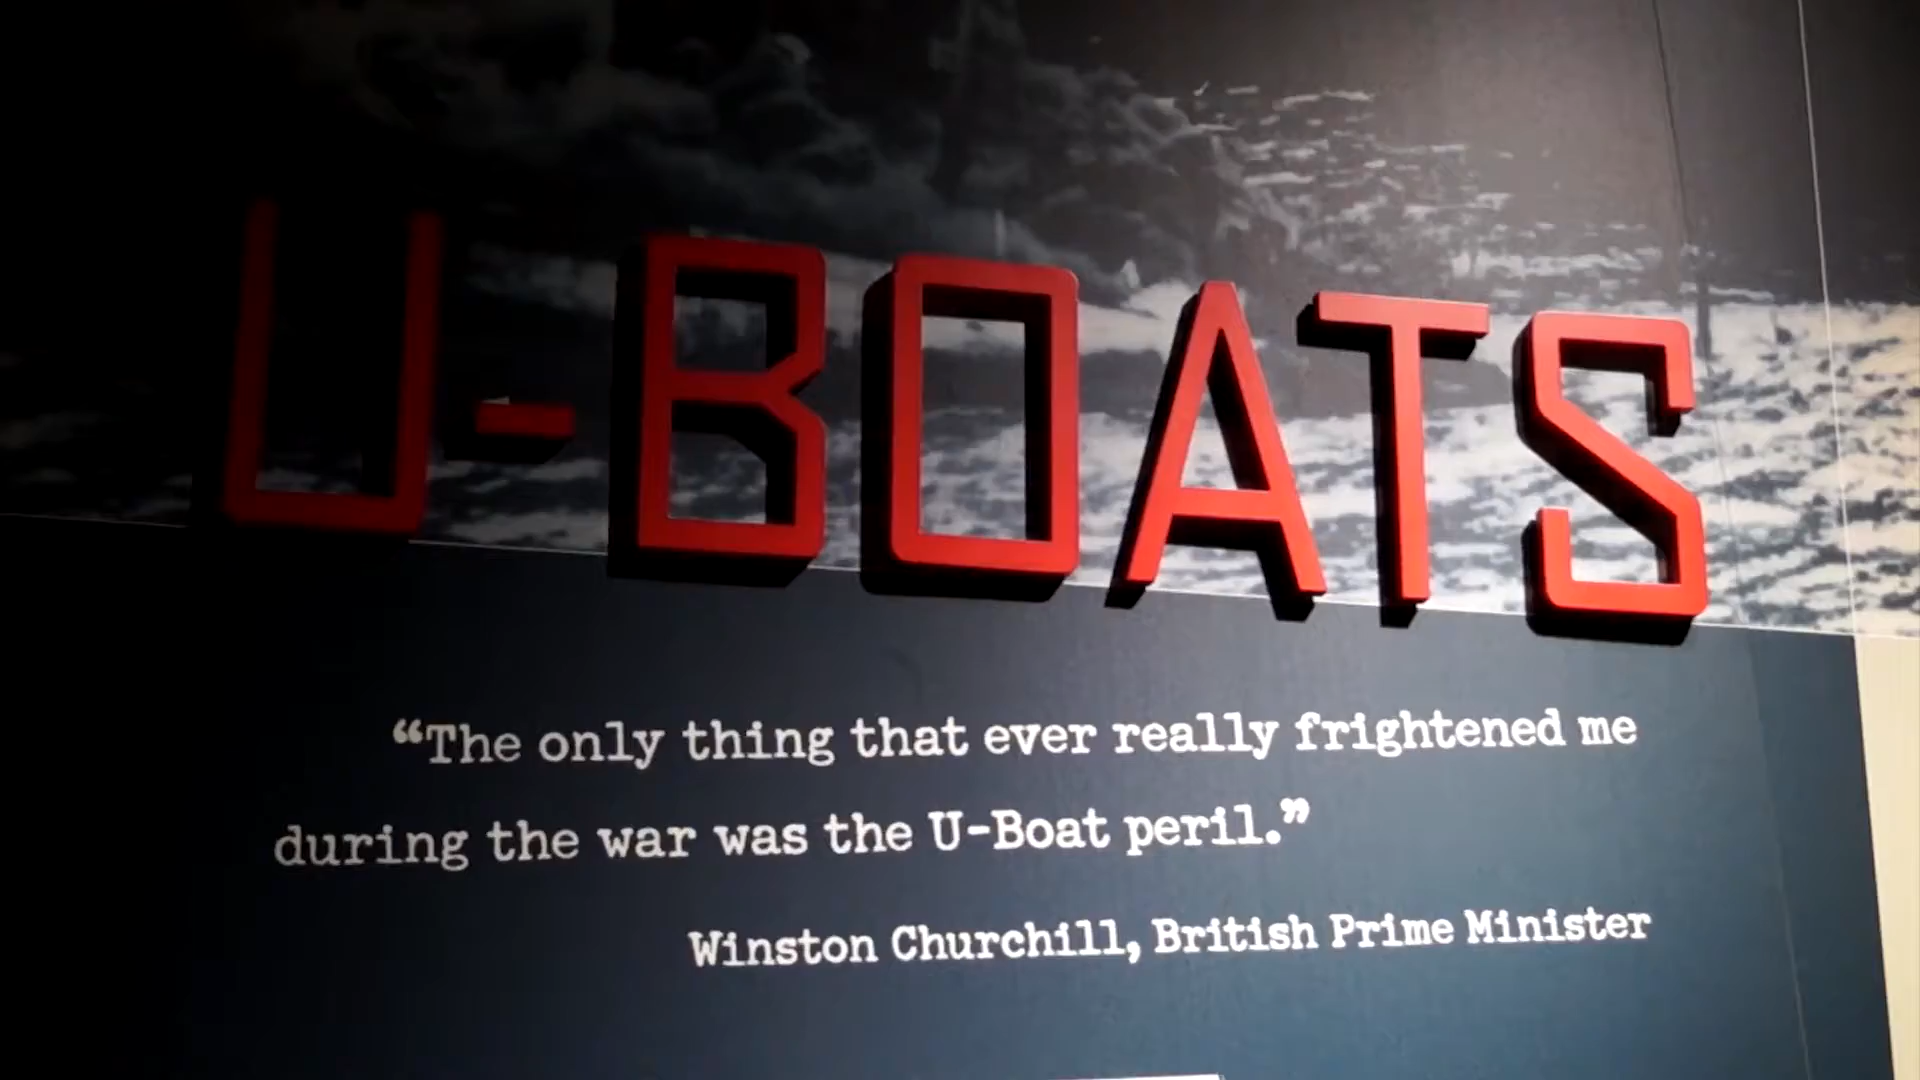 U-BOATS
“The only thing that ever really frightened me
during the war was the U-Boat peril.”
Winston Churchill, British Prime Minister